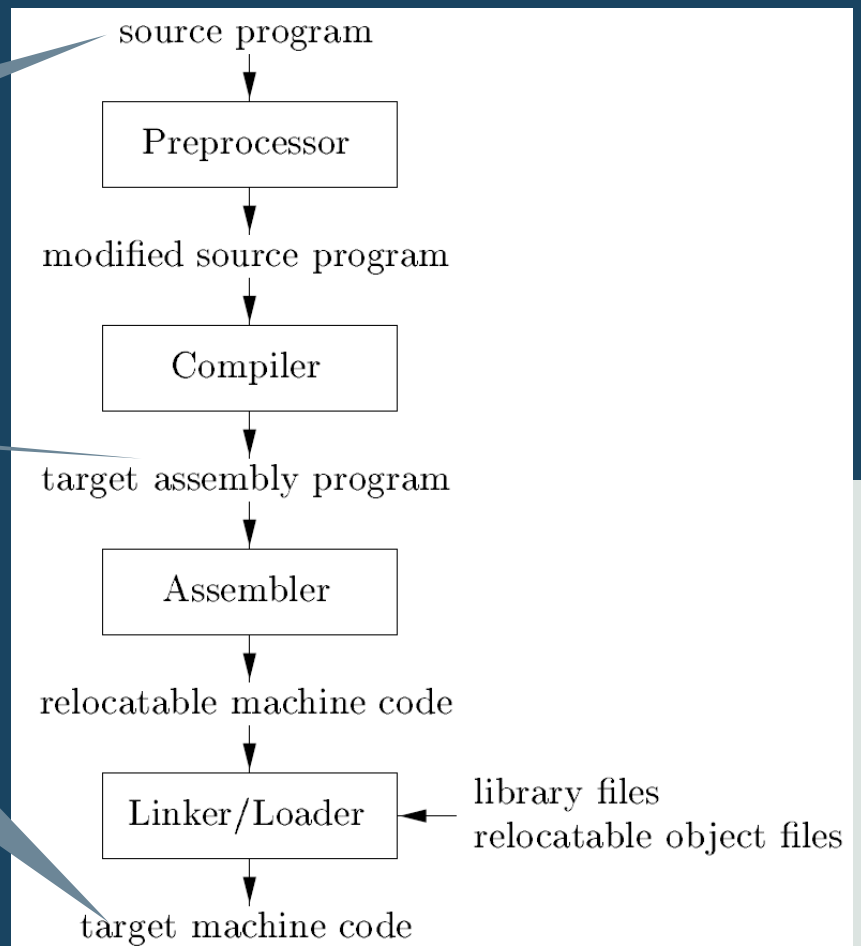 source program
Preprocessor
modified source program
Compiler
target assembly program
Assembler
relocatable machine code
Linker/Loader
library files
relocatable object files
target machine code